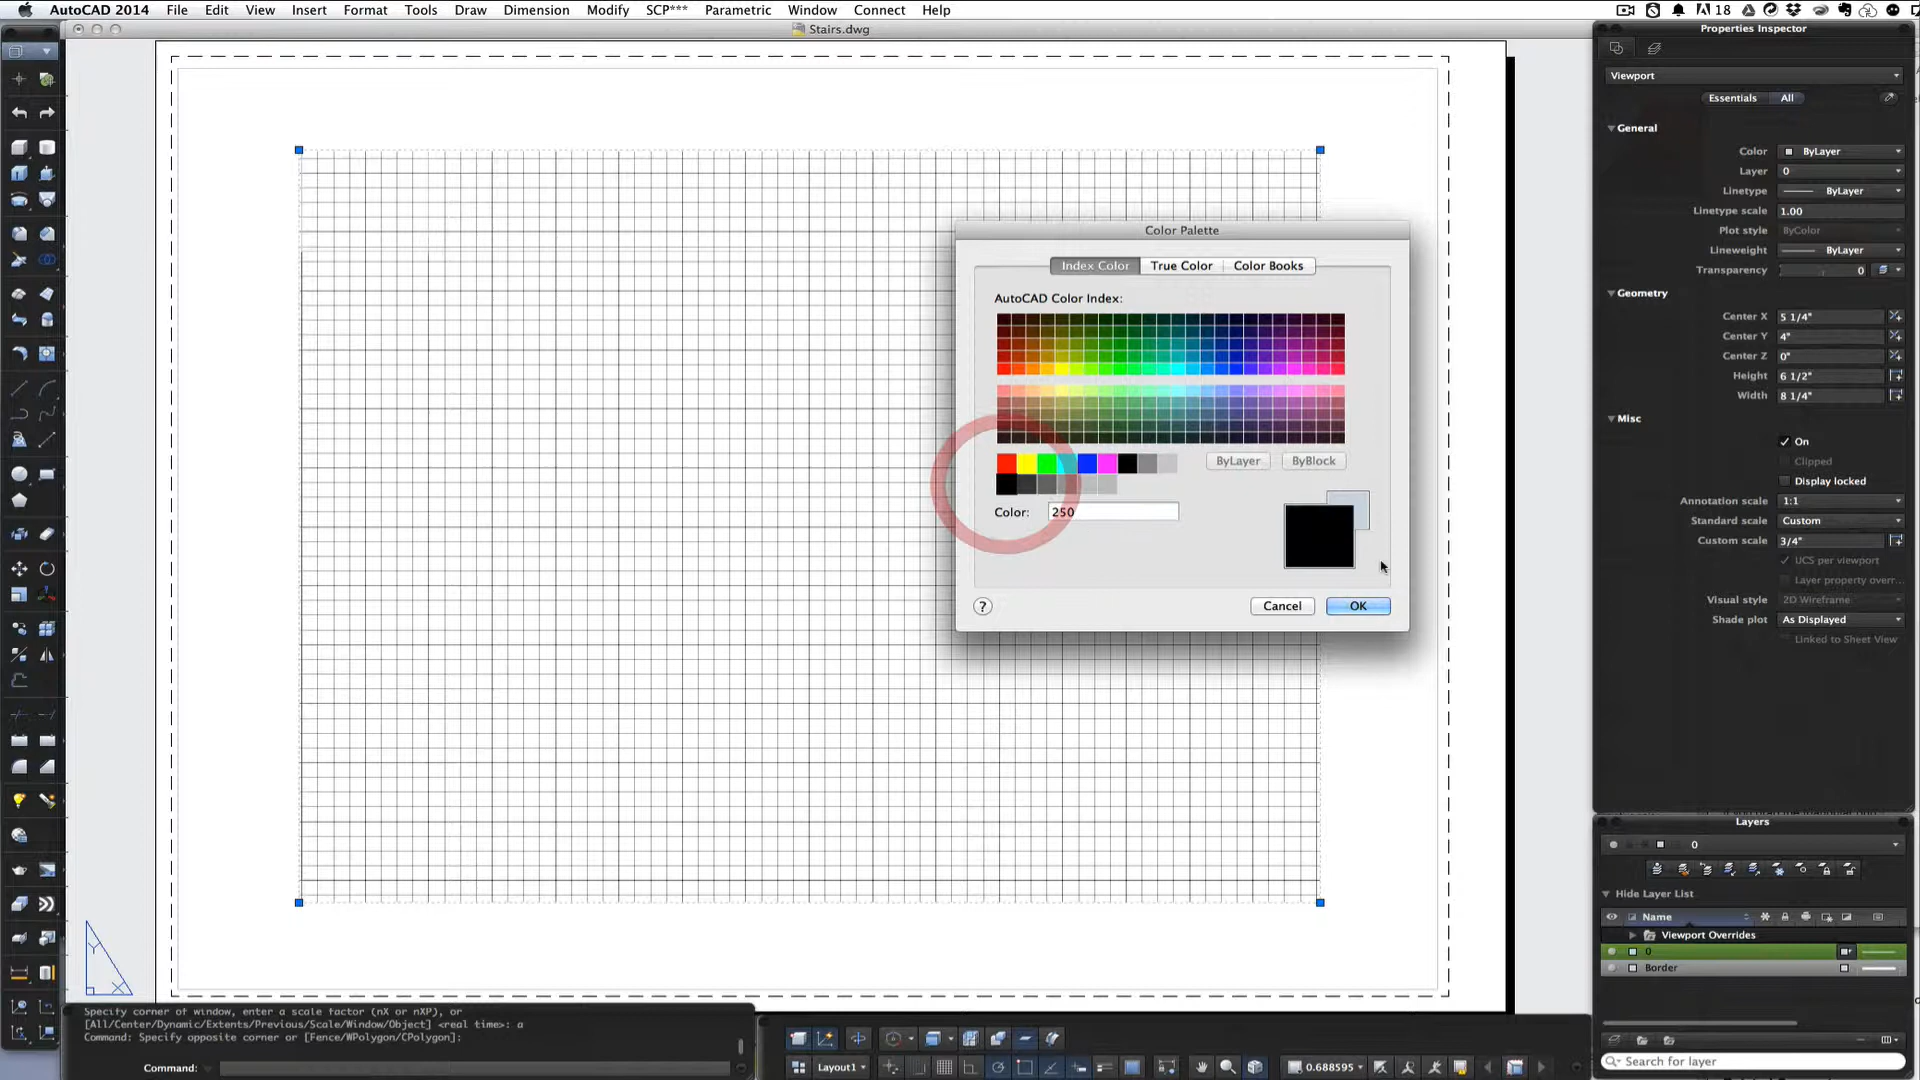 AutoCAD 2014 File Edit View Insert Format Tools Draw Dimension Modify SCP*** Parametric Window Connect Help 18
Stairs.dwg
Properties Inspector
Viewport
Essentials All
General
Color ByLayer
Layer 0
Linetype ByLayer
Linetype scale 1.00
Plot style ByColor
Lineweight ByLayer
Transparency 0
Geometry
Center X 5 1/4"
Center Y 4"
Center Z 0"
Height 6 1/2"
Width 8 1/4"
Misc
On
Clipped
Display locked
Annotation scale 1:1
Standard scale Custom
Custom scale 3/4"
UCS per viewport
Layer property overr...
Visual style 2D Wireframe
Shade plot As Displayed
Linked to Sheet View
Color Palette
Index Color True Color Color Books
AutoCAD Color Index:
ByLayer ByBlock
Color: 250
? Cancel OK
Layers
0
Hide Layer List
Name
Viewport Overrides
0
Border
Search for layer
Y
X
Specify corner of window, enter a scale factor (nX or nXP), or
[All/Center/Dynamic/Extents/Previous/Scale/Window/Object] <real time>: a
Command: Specify opposite corner or [Fence/WPolygon/CPolygon]:
Command:
Layout1 0.688595